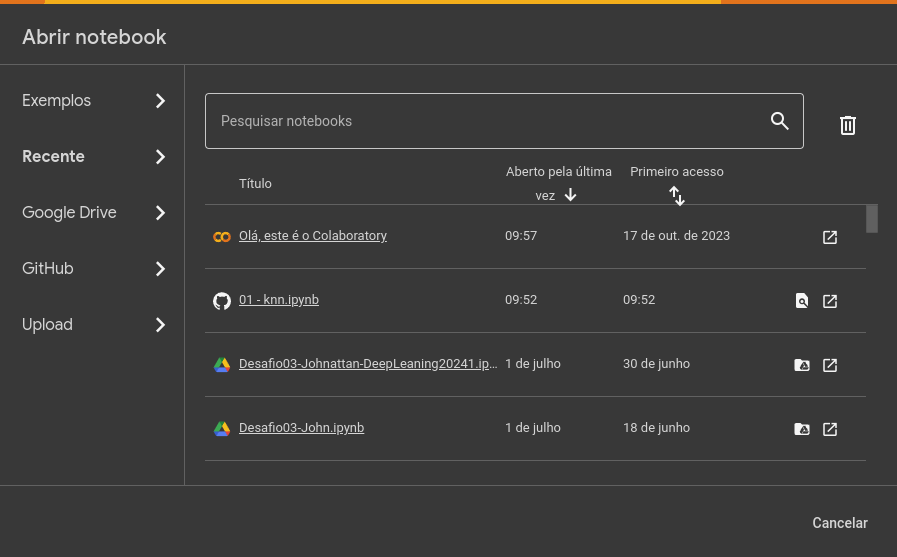 Abrir notebook
Exemplos
Recente
Google Drive
GitHub
Upload
Pesquisar notebooks
Título
Aberto pela última
vez
Primeiro acesso
Olá, este é o Colaboratory
09:57
17 de out. de 2023
01 - knn.ipynb
09:52
09:52
Desafio03-Johnattan-DeepLeaning20241.ip...
1 de julho
30 de junho
Desafio03-John.ipynb
1 de julho
18 de junho
Cancelar